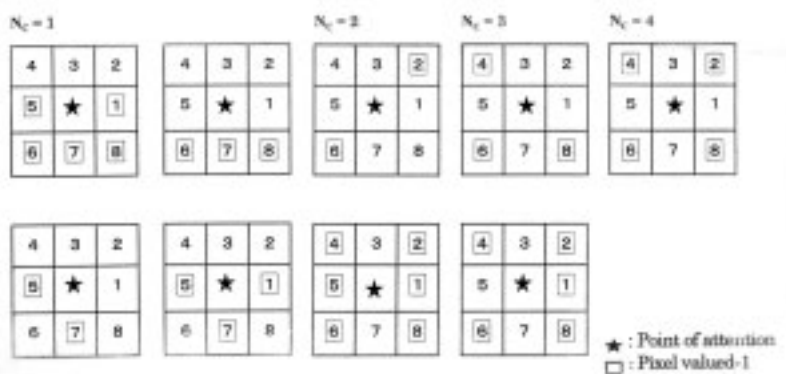 N_c = 1 N_c = 2 N_c = 3 N_c = 4
4 3 2 4 3 2 4 3 2 4 3 2 4 3 2
5 ★ 1 5 ★ 1 5 ★ 1 5 ★ 1 5 ★ 1
6 7 8 6 7 8 6 7 8 6 7 8 6 7 8
4 3 2 4 3 2 4 3 2 4 3 2
5 ★ 1 5 ★ 1 5 ★ 1 5 ★ 1
6 7 8 6 7 8 6 7 8 6 7 8
★ : Point of attention
□ : Pixel valued-1